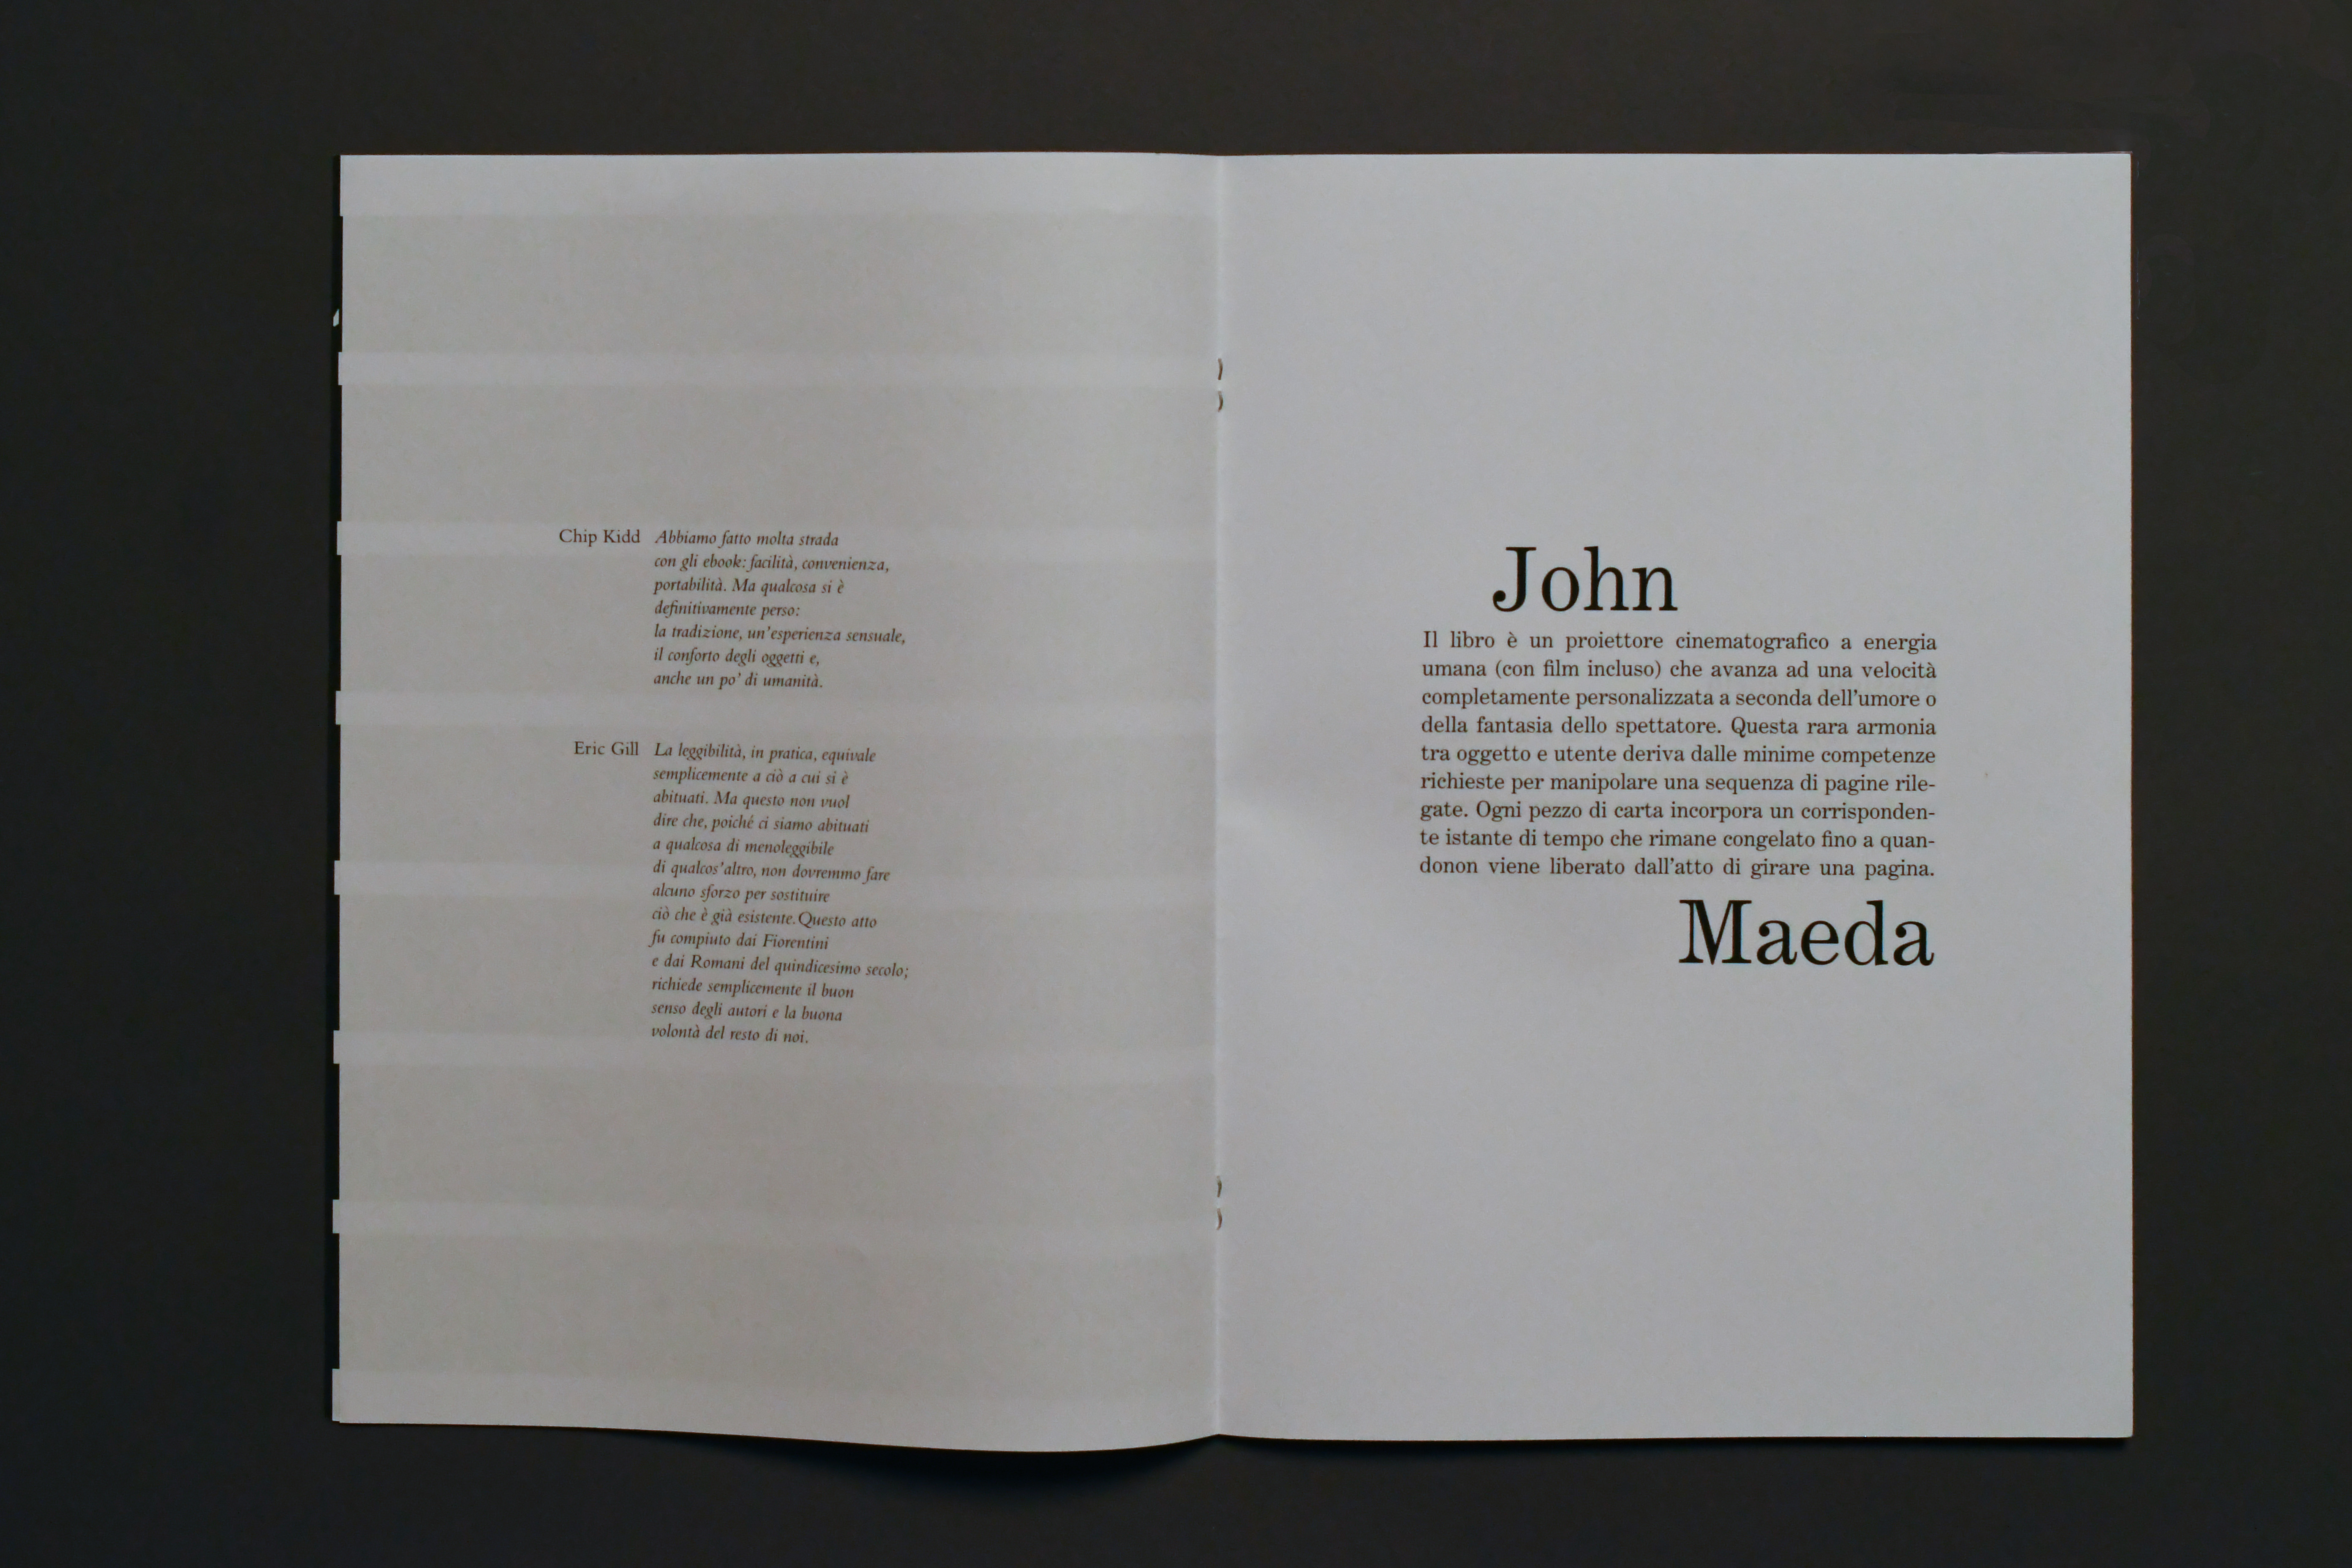 Chip Kidd Abbiamo fatto molta strada
con gli ebook: facilità, convenienza,
portabilità. Ma qualcosa si è
definitivamente perso:
la tradizione, un'esperienza sensuale,
il conforto degli oggetti e,
anche un po' di umanità.
Eric Gill La leggibilità, in pratica, equivale
semplicemente a ciò a cui si è
abituati. Ma questo non vuol
dire che, poiché ci siamo abituati
a qualcosa di menoleggibile
di qualcos'altro, non dovremmo fare
alcuno sforzo per sostituire
ciò che è già esistente. Questo atto
fu compiuto dai Fiorentini
e dai Romani del quindicesimo secolo;
richiede semplicemente il buon
senso degli autori e la buona
volontà del resto di noi.
John
Il libro è un proiettore cinematografico a energia
umana (con film incluso) che avanza ad una velocità
completamente personalizzata a seconda dell'umore o
della fantasia dello spettatore. Questa rara armonia
tra oggetto e utente deriva dalle minime competenze
richieste per manipolare una sequenza di pagine rile-
gate. Ogni pezzo di carta incorpora un corrisponden-
te istante di tempo che rimane congelato fino a quan-
donon viene liberato dall'atto di girare una pagina.
Maeda